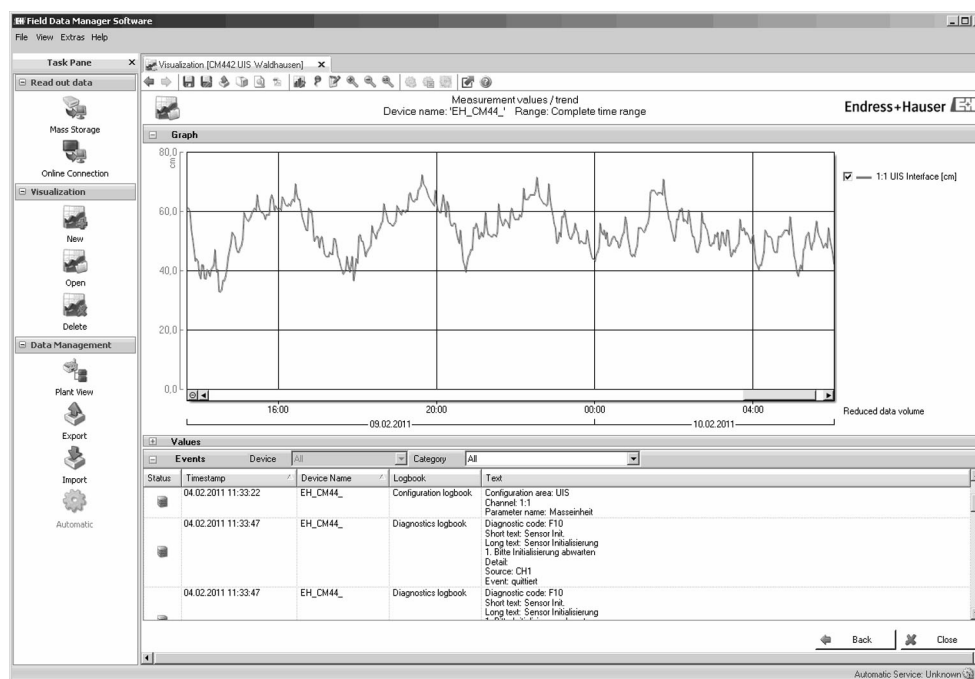 Field Data Manager Software
File View Extras Help
Task Pane
Visualization [CM442 UIS Waldhausen]
Read out data
Mass Storage
Online Connection
Visualization
New
Open
Delete
Data Management
Plant View
Export
Import
Automatic
Measurement values / trend
Device name: 'EH_CM44_' Range: Complete time range
Endress+Hauser EH
Graph
cm
80,0
60,0
40,0
20,0
0,0
1:1 UIS Interface [cm]
16:00 20:00 00:00 04:00
09.02.2011 10.02.2011
Reduced data volume
Values
Events Device All Category All
Status Timestamp Device Name Logbook Text
04.02.2011 11:33:22 EH_CM44_ Configuration logbook Configuration area: UIS
Channel: 1:1
Parameter name: Masseinheit
04.02.2011 11:33:47 EH_CM44_ Diagnostics logbook Diagnostic code: F10
Short text: Sensor Init.
Long text: Sensor Initialisierung
1. Bitte Initialisierung abwarten
Detail:
Source: CH1
Event: quittiert
04.02.2011 11:33:47 EH_CM44_ Diagnostics logbook Diagnostic code: F10
Short text: Sensor Init.
Long text: Sensor Initialisierung
Back Close
Automatic Service: Unknown